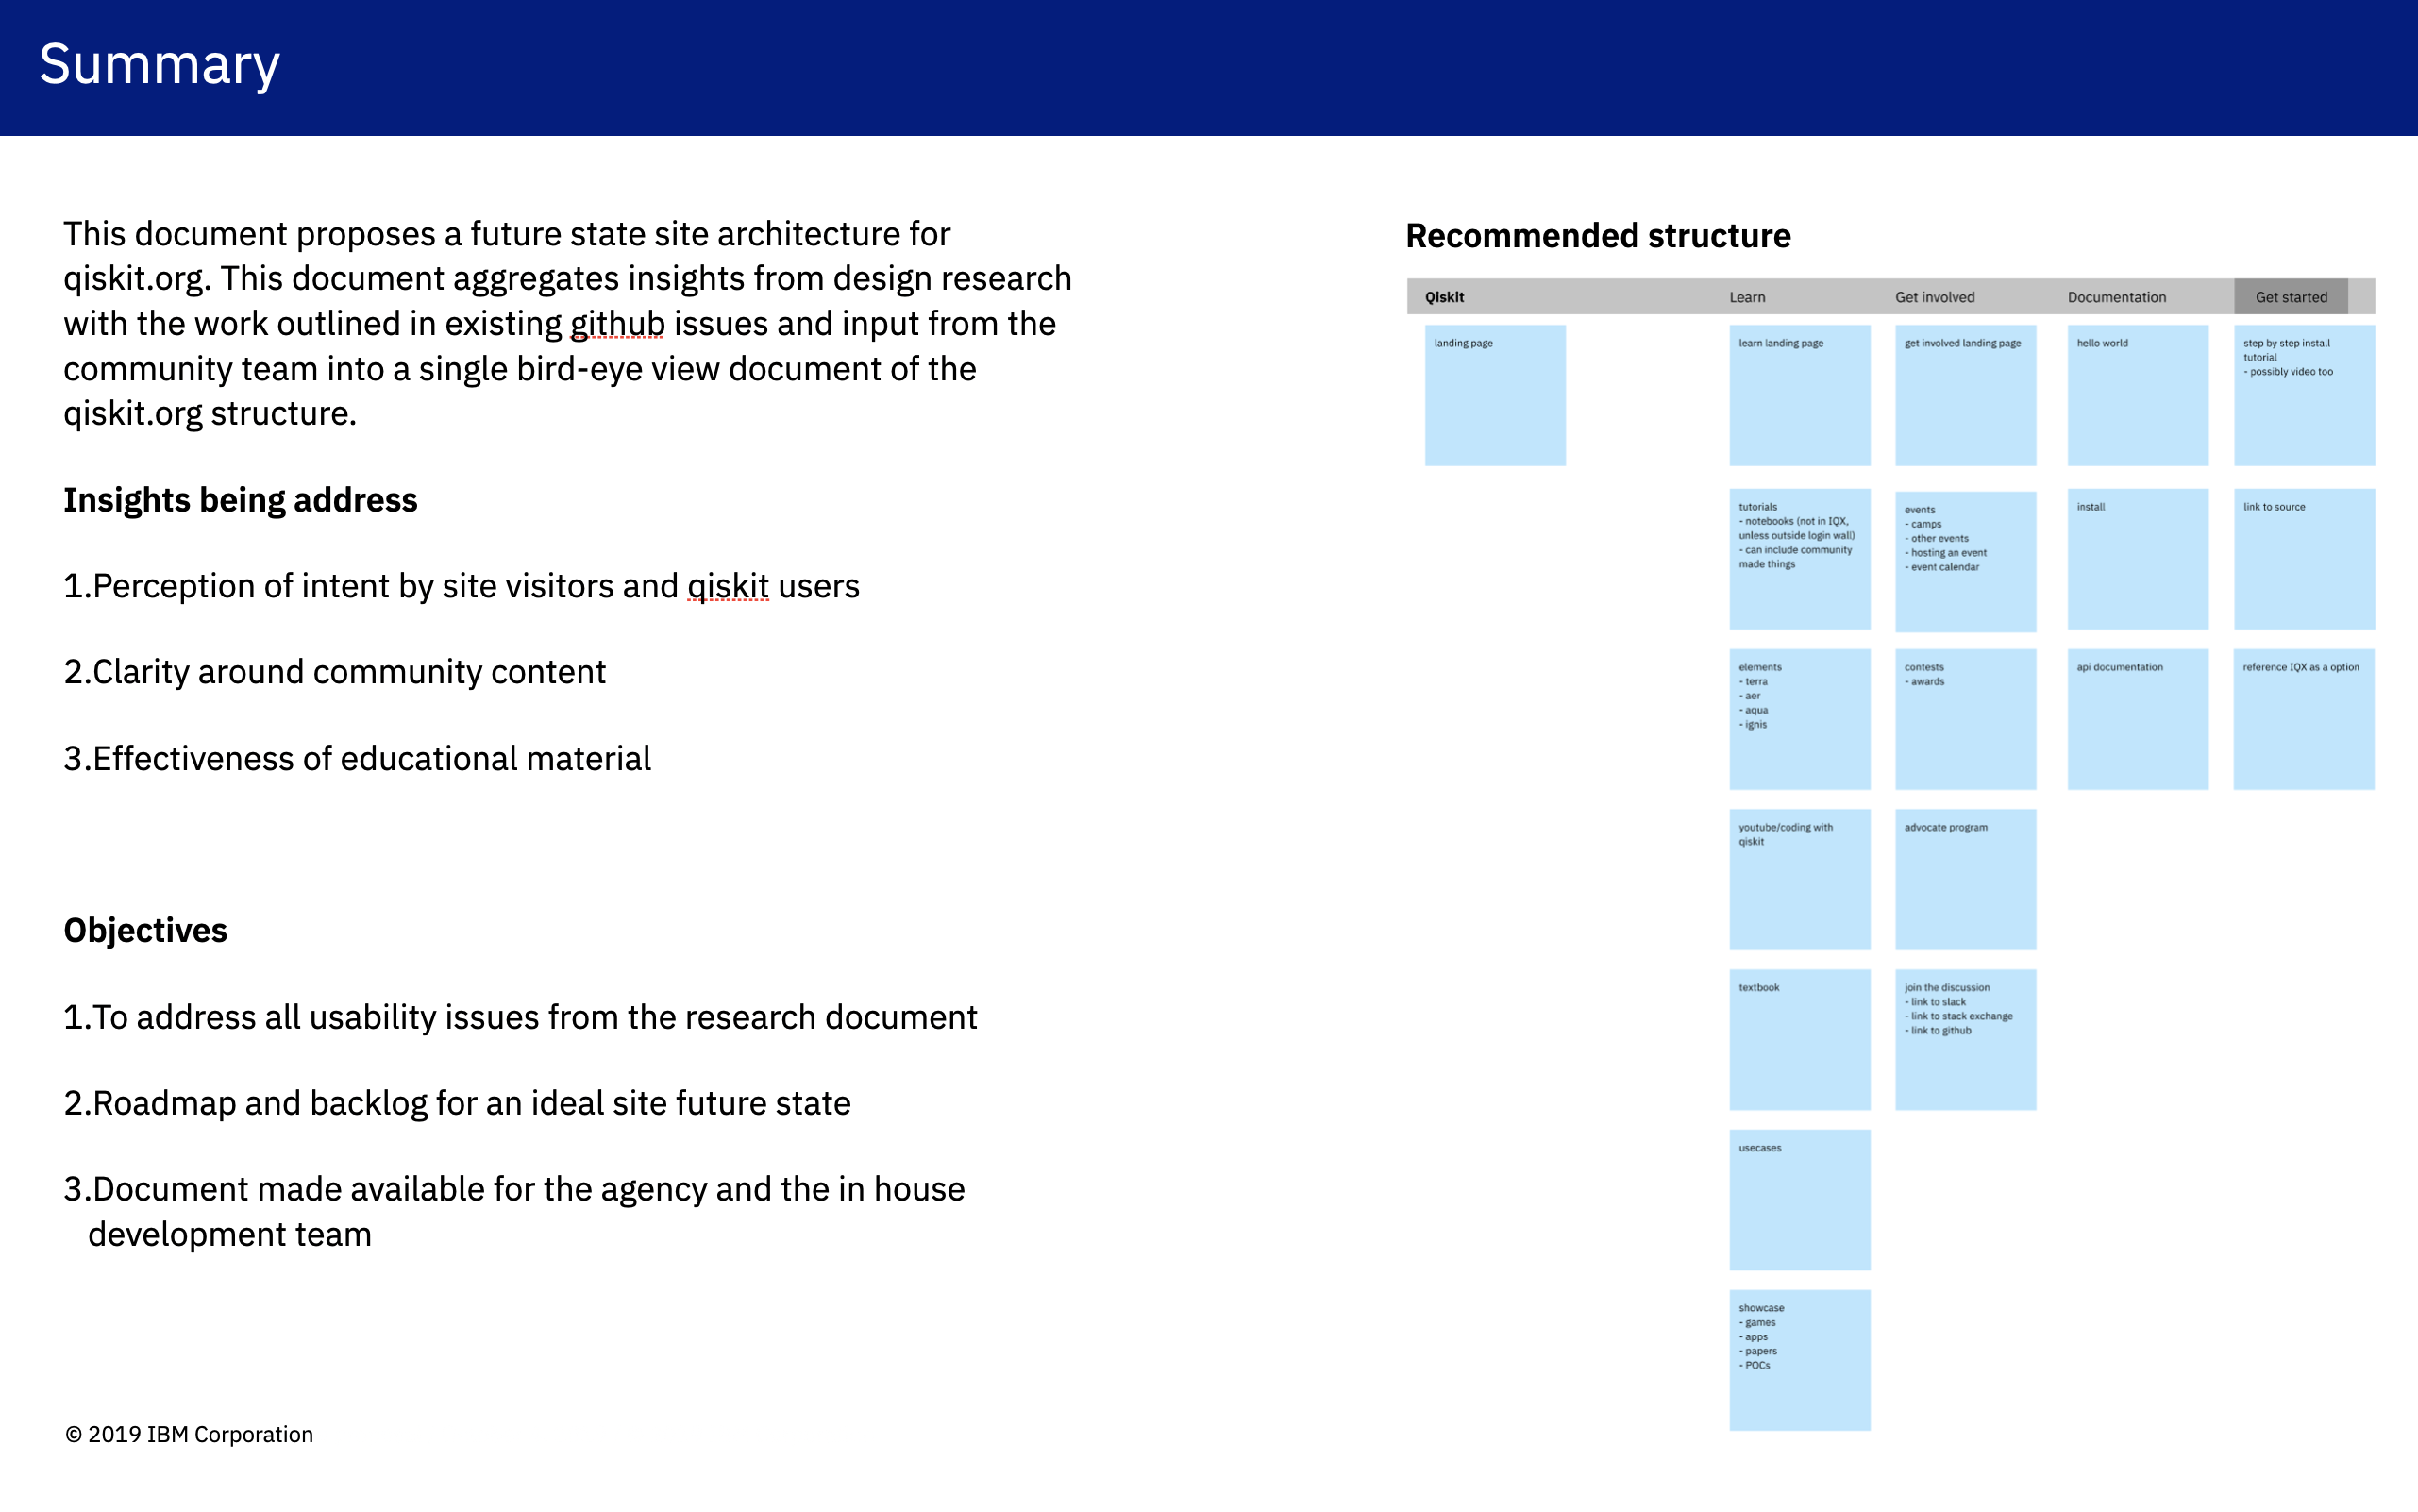 Summary
This document proposes a future state site architecture for
qiskit.org. This document aggregates insights from design research
with the work outlined in existing github issues and input from the
community team into a single bird-eye view document of the
qiskit.org structure.
Insights being address
1.Perception of intent by site visitors and qiskit users
2.Clarity around community content
3.Effectiveness of educational material
Objectives
1.To address all usability issues from the research document
2.Roadmap and backlog for an ideal site future state
3.Document made available for the agency and the in house
development team
© 2019 IBM Corporation
Recommended structure
Qiskit
Learn
Get involved
Documentation
Get started
landing page
learn landing page
get involved landing page
hello world
step by step install
tutorial
- possibly video too
tutorials
- notebooks (not in IQX,
unless outside login wall)
- can include community
made things
events
- camps
- other events
- hosting an event
- event calendar
install
link to source
elements
- terra
- aer
- aqua
- ignis
contests
- awards
api documentation
reference IQX as a option
youtube/coding with
qiskit
advocate program
textbook
join the discussion
- link to slack
- link to stack exchange
- link to github
usecases
showcase
- games
- apps
- papers
- POCs